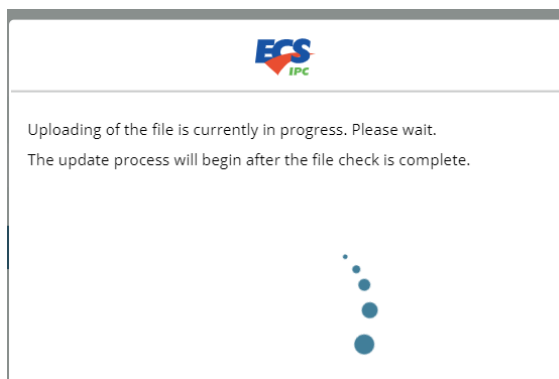 ECS
IPC
Uploading of the file is currently in progress. Please wait.
The update process will begin after the file check is complete.